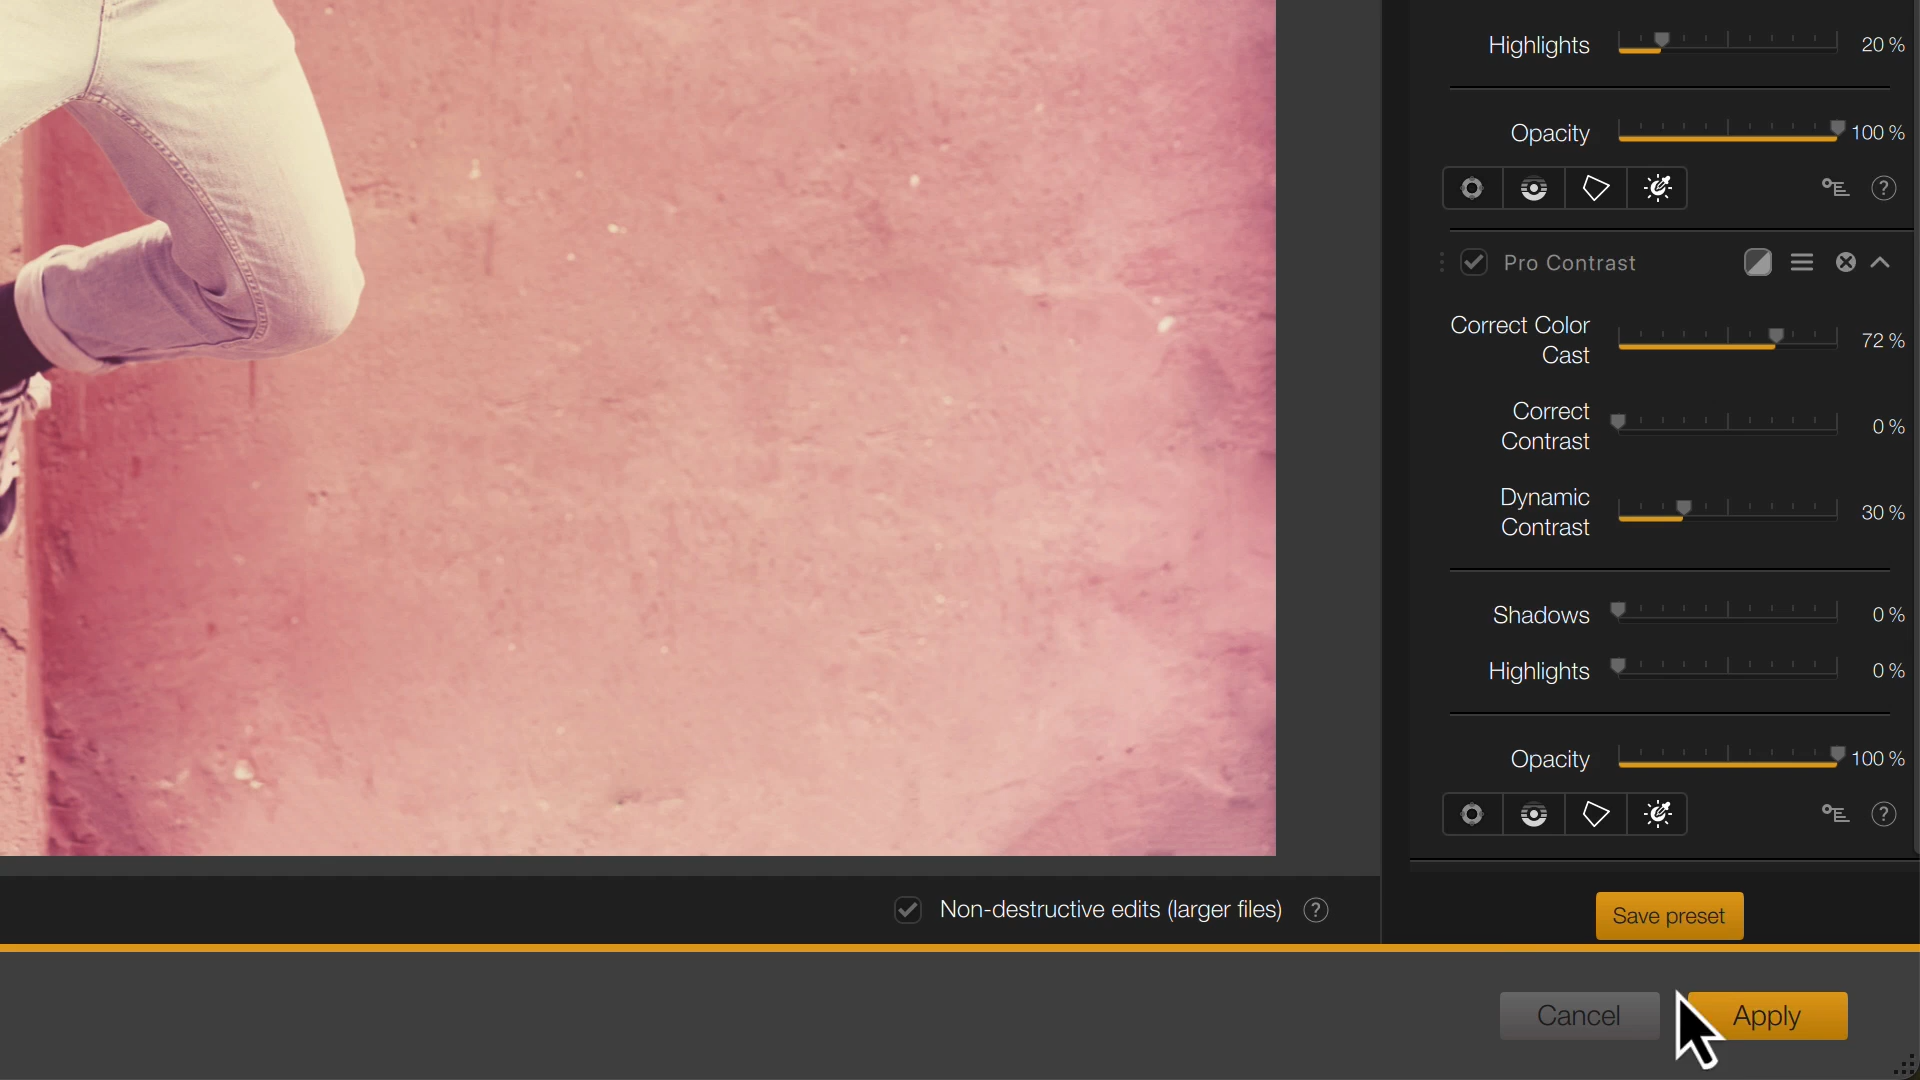 Highlights 20 %
Opacity 100 %
Pro Contrast
Correct Color
Cast 72 %
Correct
Contrast 0 %
Dynamic
Contrast 30 %
Shadows 0 %
Highlights 0 %
Opacity 100 %
Non-destructive edits (larger files) ?
Save preset
Cancel Apply